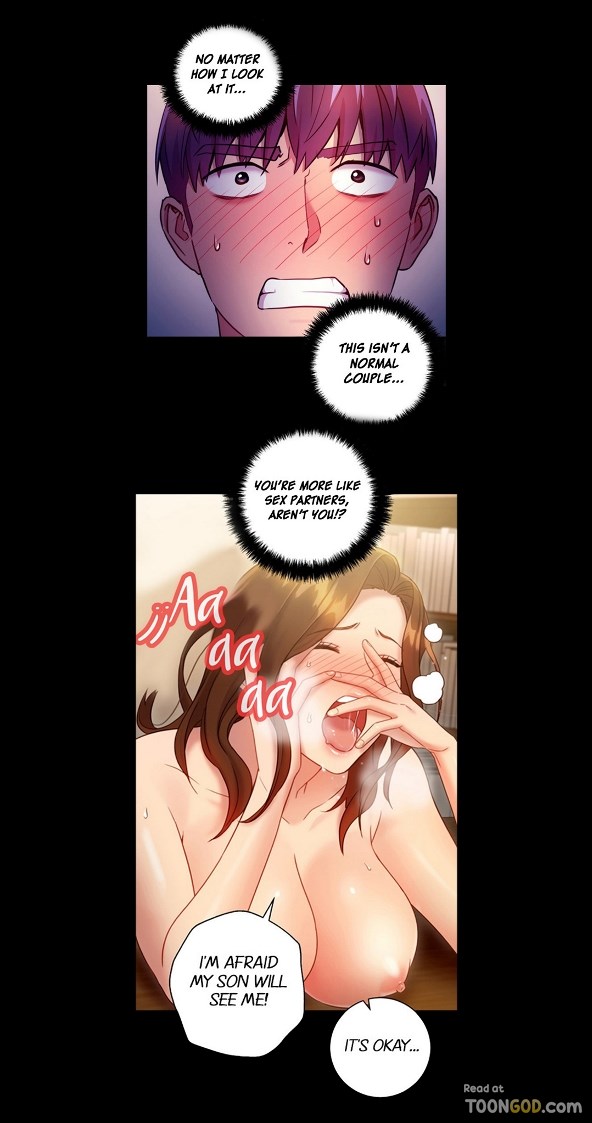 NO MATTER
HOW I LOOK
AT IT...
THIS ISN'T A
NORMAL
COUPLE...
YOU'RE MORE LIKE
SEX PARTNERS,
AREN'T YOU!?
¡¡¡Aa
aa
aa
I'M AFRAID
MY SON WILL
SEE ME!
IT'S OKAY...
Read at
TOONGOD.COM